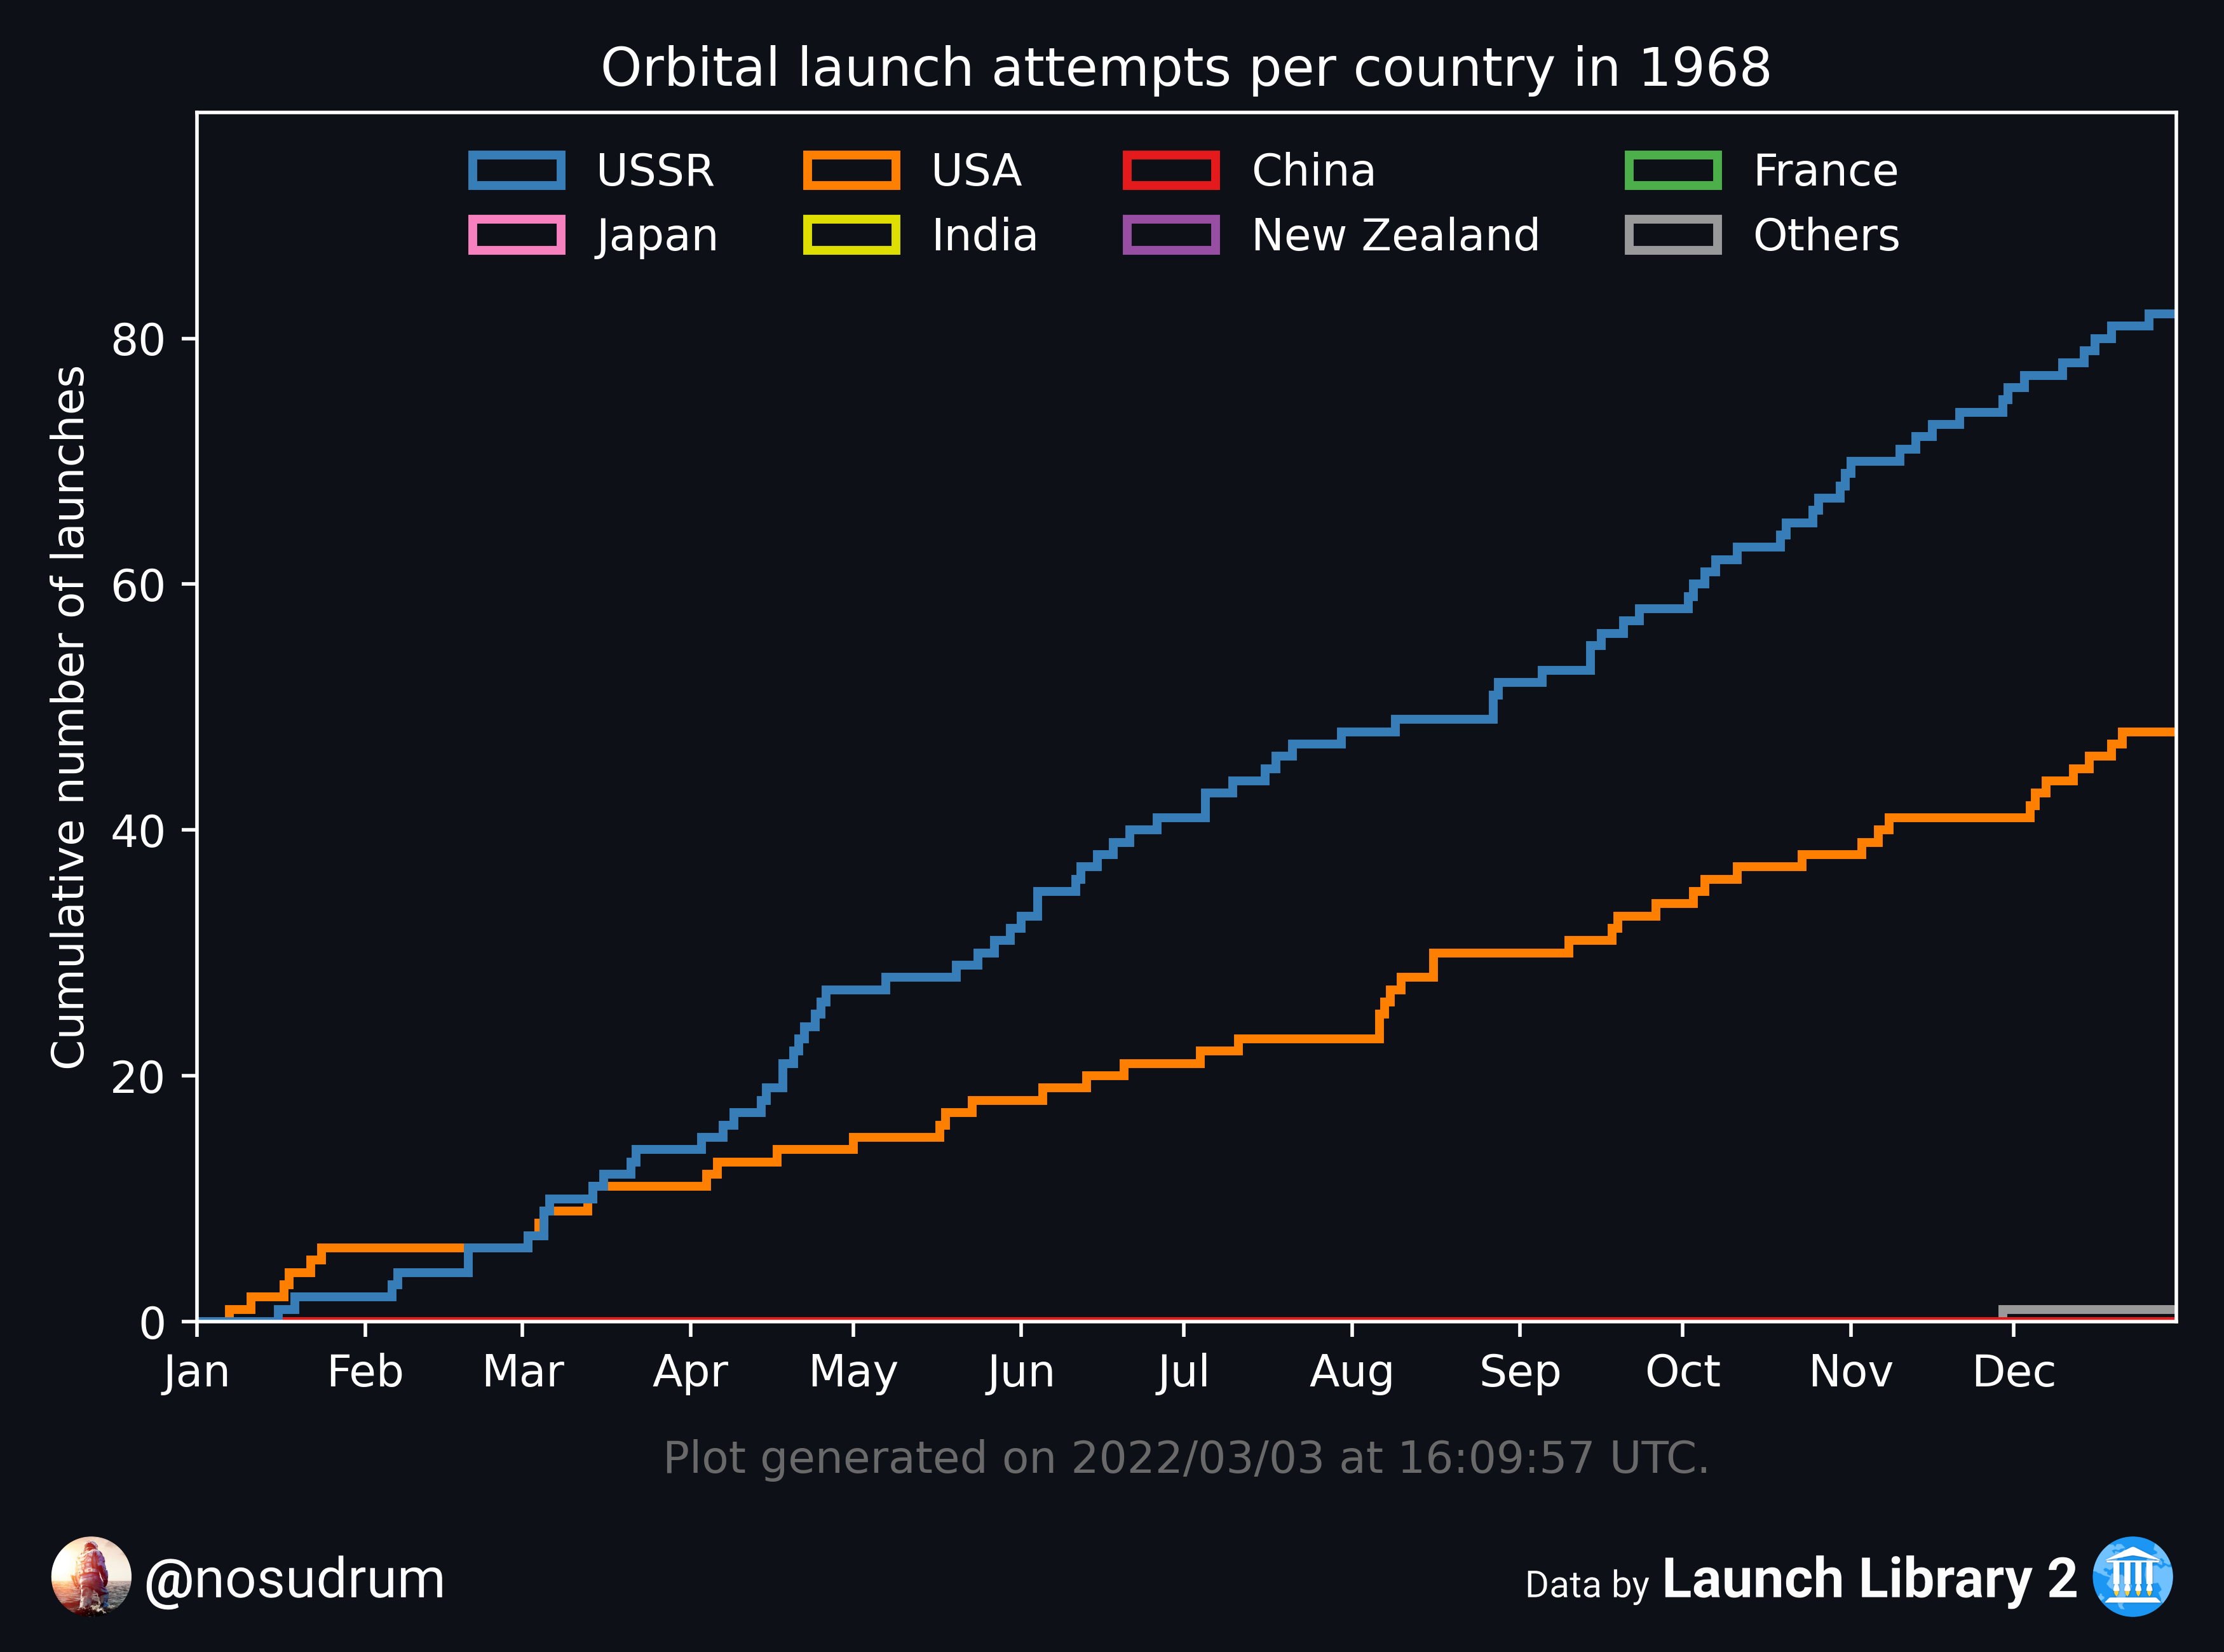 Orbital launch attempts per country in 1968
USSR USA China France
Japan India New Zealand Others
Cumulative number of launches
80
60
40
20
0
Jan Feb Mar Apr May Jun Jul Aug Sep Oct Nov Dec
Plot generated on 2022/03/03 at 16:09:57 UTC.
@nosudrum
Data by Launch Library 2